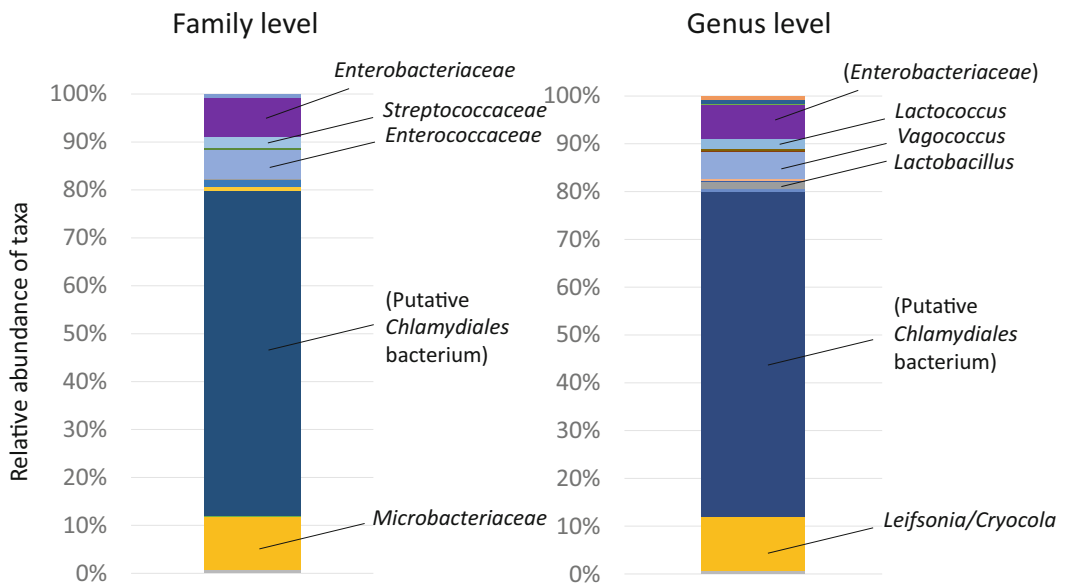 Family level
Genus level
Relative abundance of taxa
100%
90%
80%
70%
60%
50%
40%
30%
20%
10%
0%
Enterobacteriaceae
Streptococcaceae
Enterococcaceae
(Putative
Chlamydiales
bacterium)
Microbacteriaceae
100%
90%
80%
70%
60%
50%
40%
30%
20%
10%
0%
(Enterobacteriaceae)
Lactococcus
Vagococcus
Lactobacillus
(Putative
Chlamydiales
bacterium)
Leifsonia/Cryocola